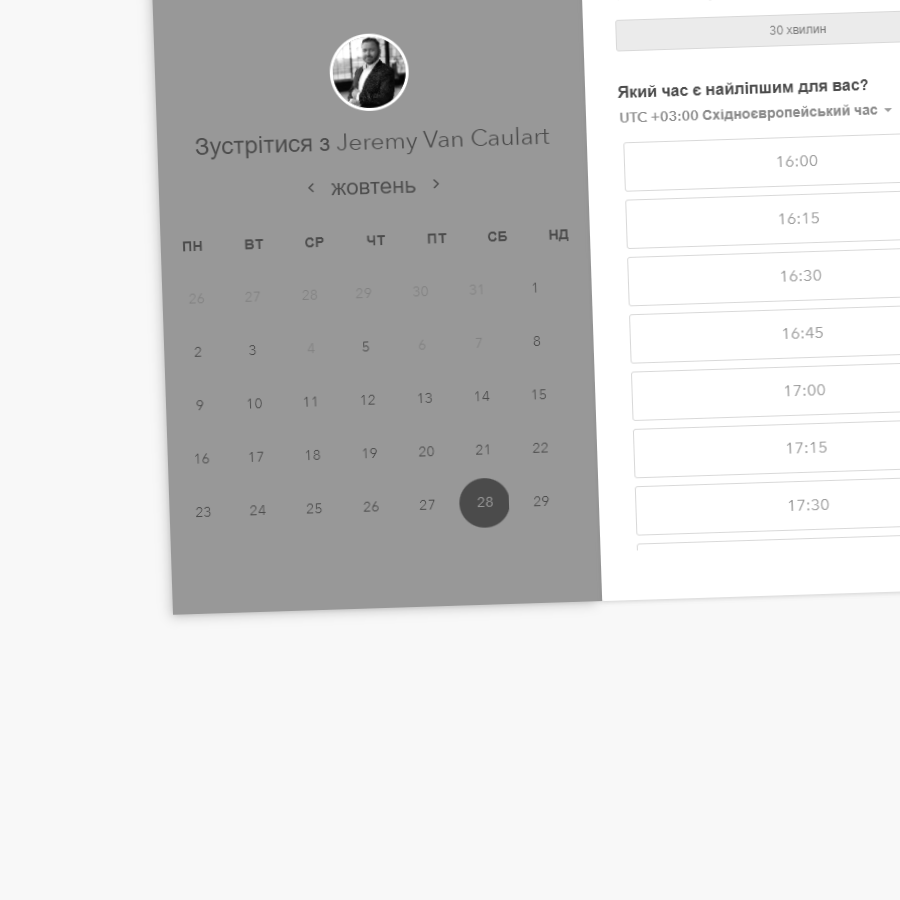 30 хвилин
Який час є найліпшим для вас?
UTC +03:00 Східноєвропейський час
16:00
16:15
16:30
16:45
17:00
17:15
17:30
Зустрітися з Jeremy Van Caulart
‹ жовтень ›
ПН ВТ СР ЧТ ПТ СБ НД
26 27 28 29 30 31 1
2 3 4 5 6 7 8
9 10 11 12 13 14 15
16 17 18 19 20 21 22
23 24 25 26 27 28 29